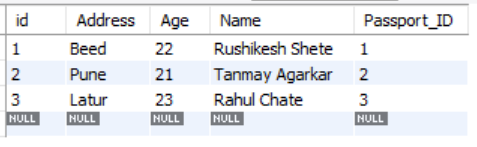 id Address Age Name Passport_ID
1 Beed 22 Rushikesh Shete 1
2 Pune 21 Tanmay Agarkar 2
3 Latur 23 Rahul Chate 3
NULL NULL NULL NULL NULL